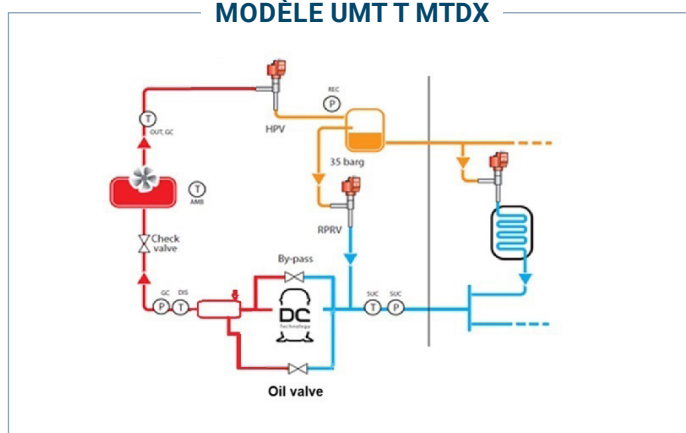 MODÈLE UMT T MTDX
REC
P
HPV
T
OUT, GC
35 barg
T
AMB
RPRV
Check
valve
By-pass
GC DIS
P T
SUC SUC
T P
DC
Technology
Oil valve